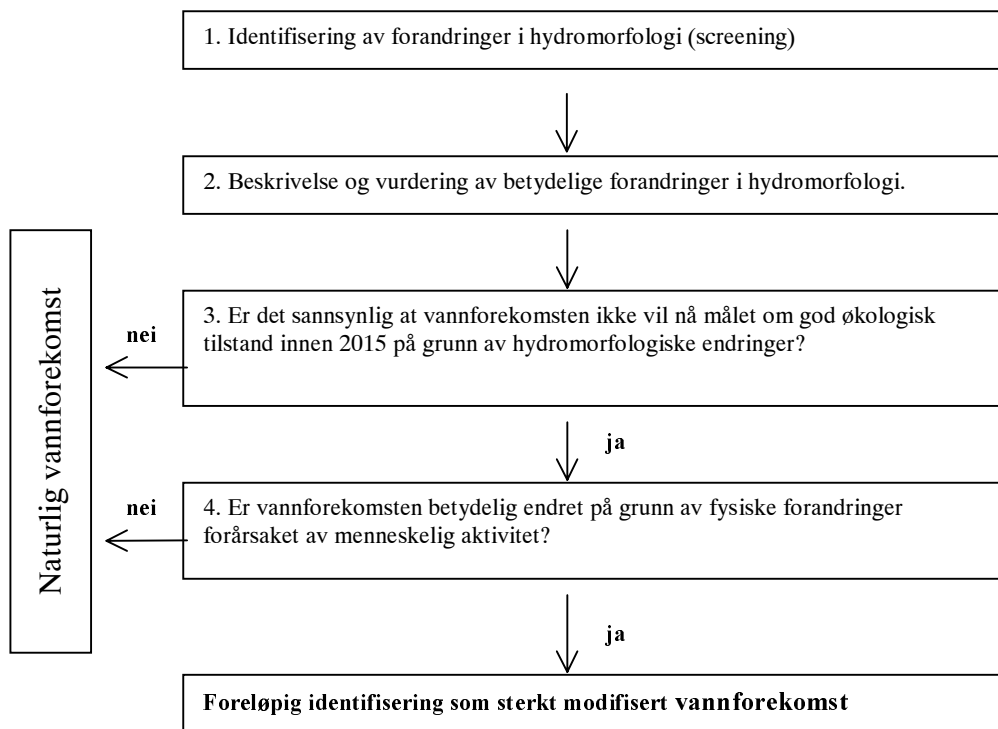 1. Identifisering av forandringer i hydromorfologi (screening)
2. Beskrivelse og vurdering av betydelige forandringer i hydromorfologi.
Naturlig vannforekomst
nei
3. Er det sannsynlig at vannforekomsten ikke vil nå målet om god økologisk
tilstand innen 2015 på grunn av hydromorfologiske endringer?
ja
nei
4. Er vannforekomsten betydelig endret på grunn av fysiske forandringer
forårsaket av menneskelig aktivitet?
ja
Foreløpig identifisering som sterkt modifisert vannforekomst